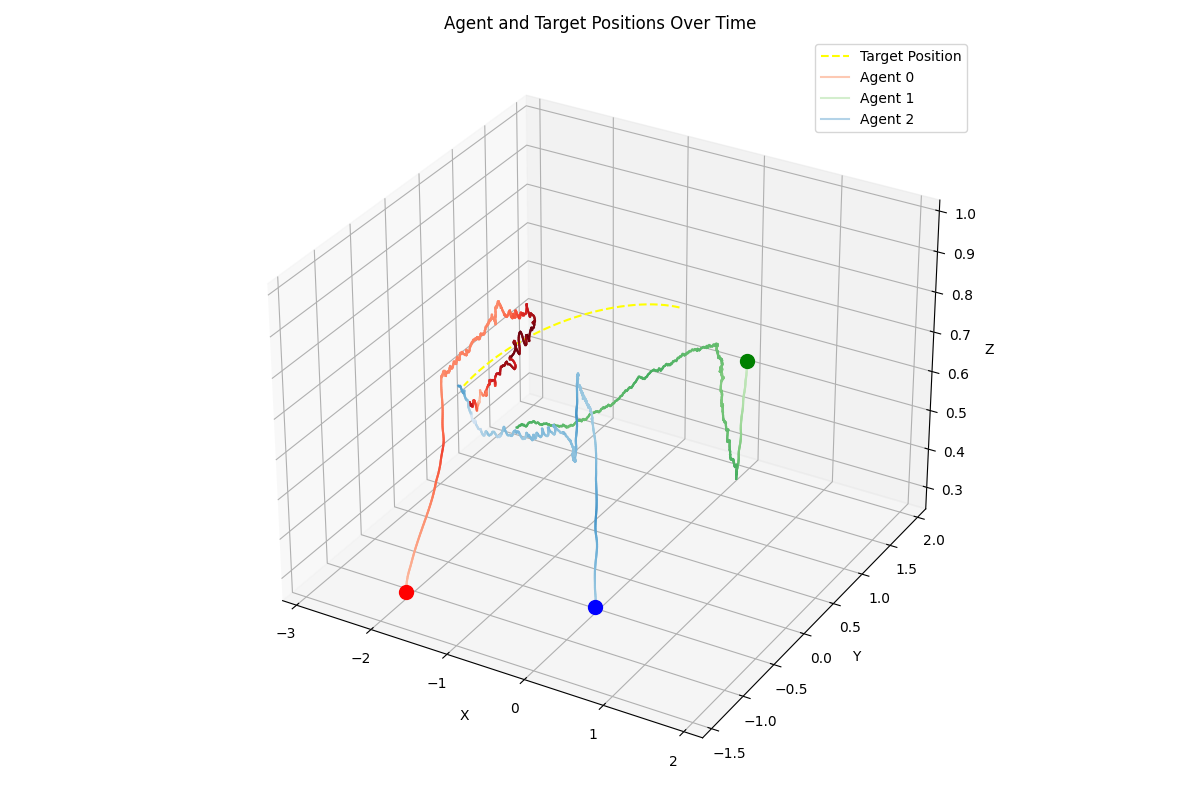 Agent and Target Positions Over Time
Target Position
Agent 0
Agent 1
Agent 2
1.0
0.9
0.8
0.7
Z
0.6
0.5
0.4
0.3
2.0
1.5
1.0
0.5
0.0
Y
−0.5
−1.0
−1.5
−3
−2
−1
X
0
1
2